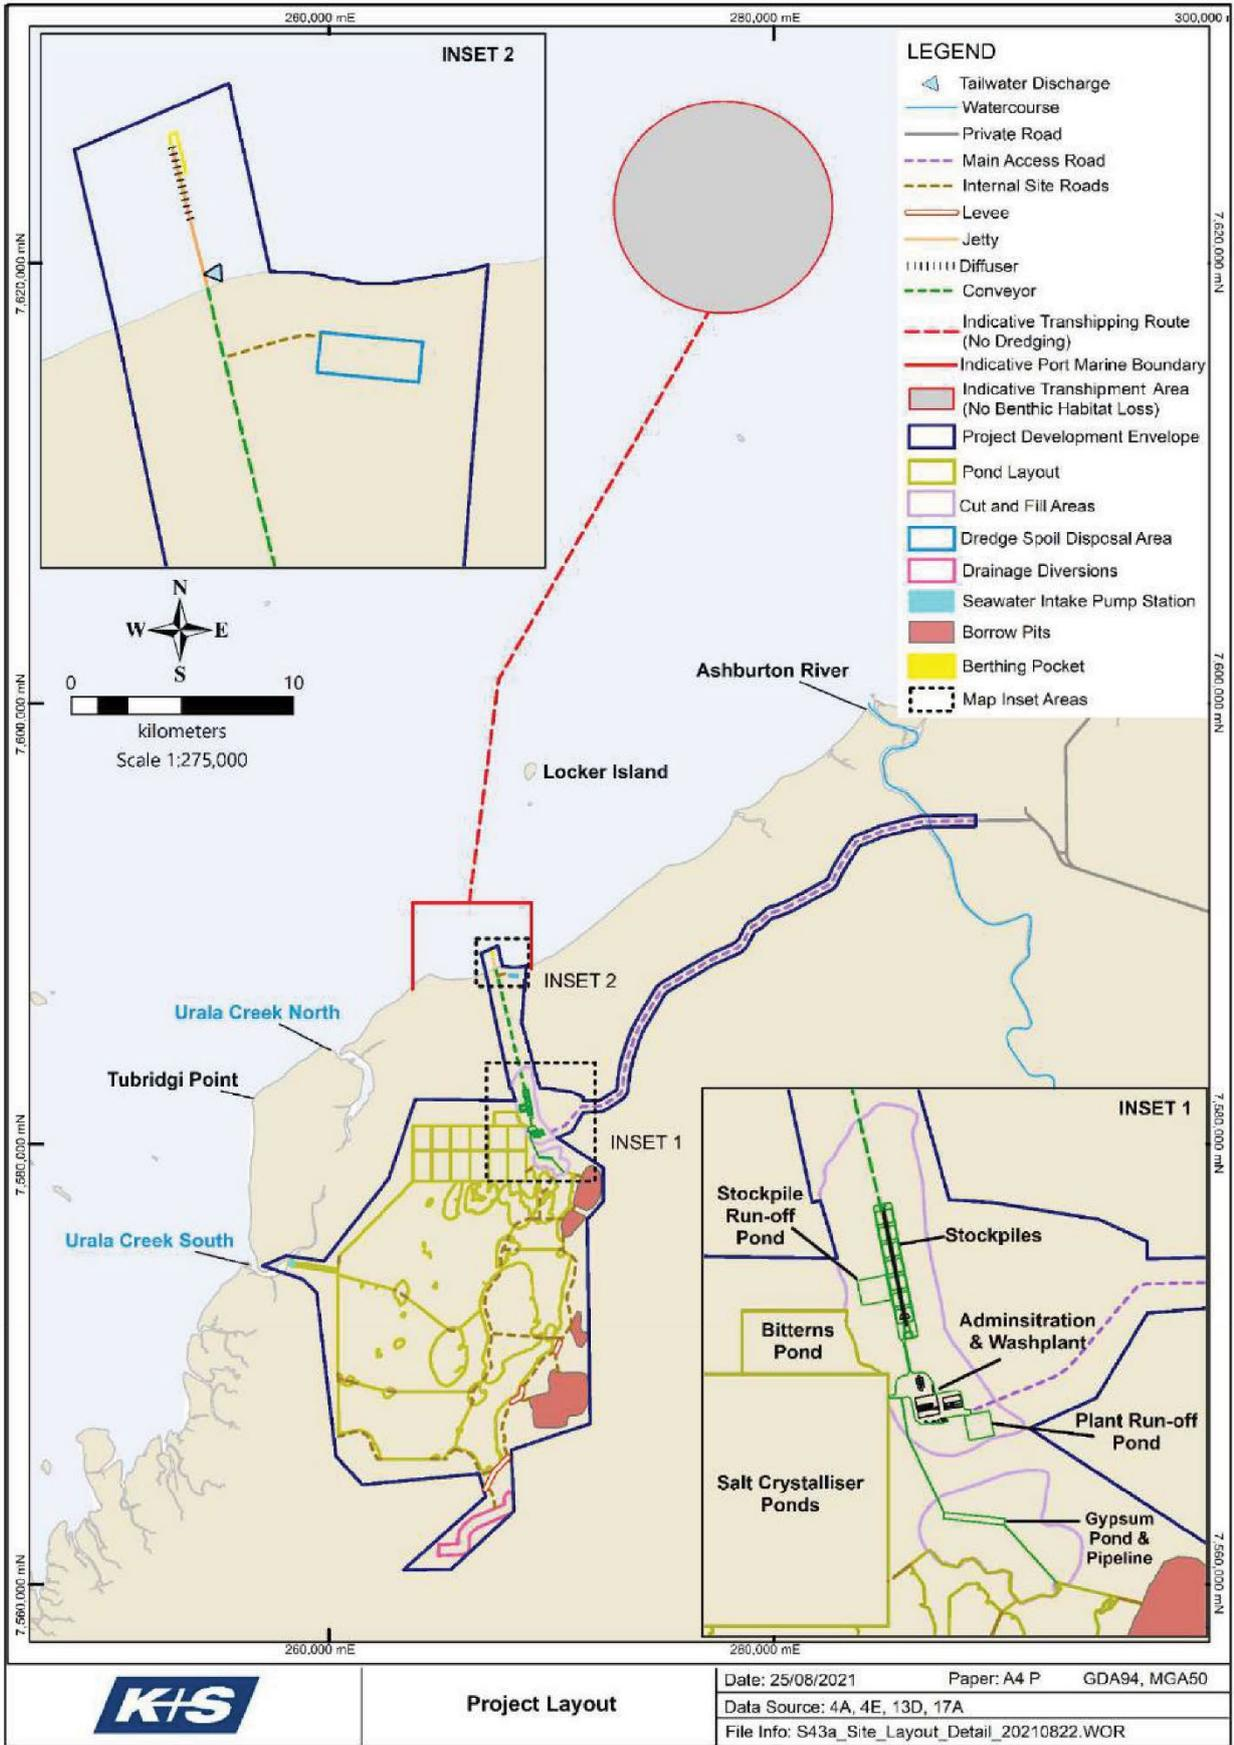 260,000 mE
280,000 mE
300,000
INSET 2
LEGEND
Tailwater Discharge
Watercourse
Private Road
Main Access Road
Internal Site Roads
Levee
Jetty
Diffuser
Conveyor
Indicative Transhipping Route
(No Dredging)
Indicative Port Marine Boundary
Indicative Transhipment Area
(No Benthic Habitat Loss)
Project Development Envelope
Pond Layout
Cut and Fill Areas
Dredge Spoil Disposal Area
Drainage Diversions
Seawater Intake Pump Station
Borrow Pits
Berthing Pocket
Map Inset Areas
7,620,000 mN
7,620,000 mN
N
W
E
S
0
10
kilometers
Scale 1:275,000
7,600,000 mN
7,600,000 mN
Ashburton River
Locker Island
INSET 2
Urala Creek North
Tubridgi Point
INSET 1
Urala Creek South
7,580,000 mN
7,580,000 mN
INSET 1
Stockpile
Run-off
Pond
Stockpiles
Adminsitration
& Washplant
Bitterns
Pond
Plant Run-off
Pond
Salt Crystalliser
Ponds
Gypsum
Pond &
Pipeline
7,560,000 mN
7,560,000 mN
260,000 mE
280,000 mE
K+S
Project Layout
Date: 25/08/2021 Paper: A4 P GDA94, MGA50
Data Source: 4A, 4E, 13D, 17A
File Info: S43a_Site_Layout_Detail_20210822.WOR